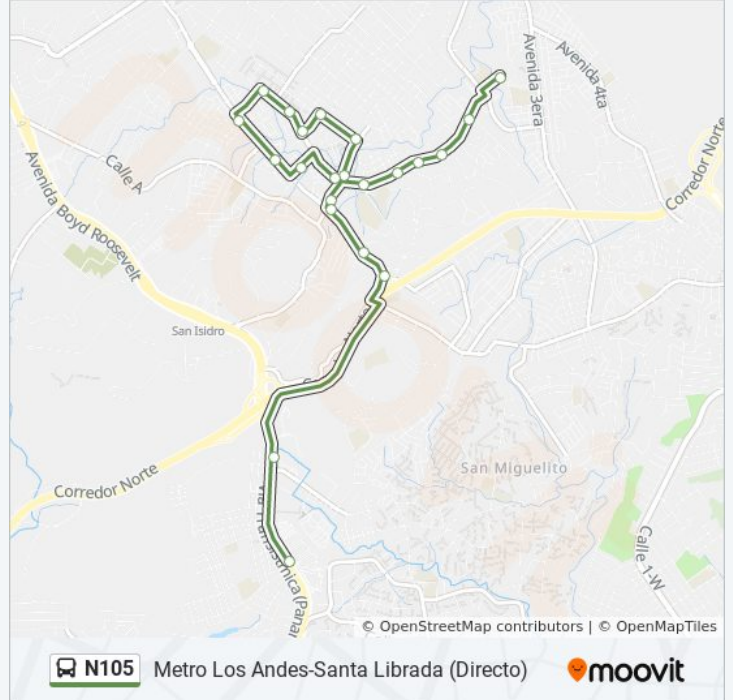 Avenida 3era
Avenida 4ta
Corredor Norte
Calle A
Avenida Boyd Roosevelt
San Isidro
San Miguelito
Corredor Norte
Calle 1-W
© OpenStreetMap contributors | © OpenMapTiles
N105 Metro Los Andes-Santa Librada (Directo) moovit